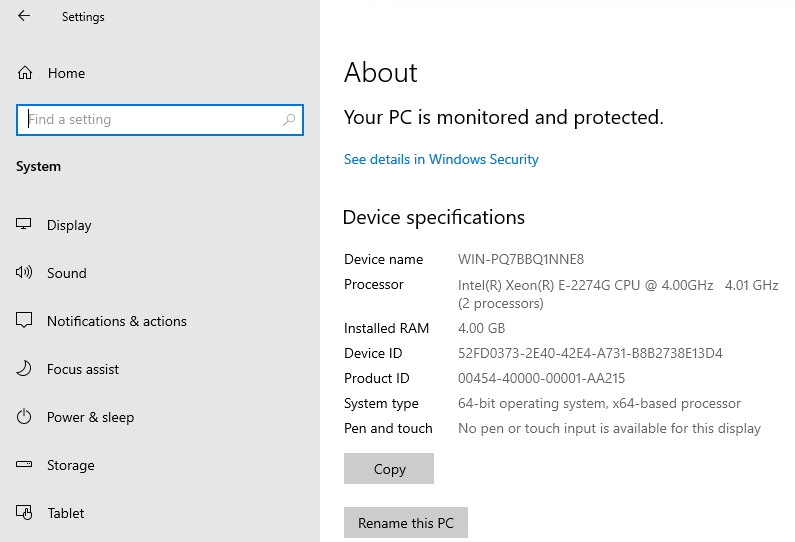 Settings
Home
Find a setting
System
Display
Sound
Notifications & actions
Focus assist
Power & sleep
Storage
Tablet
About
Your PC is monitored and protected.
See details in Windows Security
Device specifications
Device name WIN-PQ7BBQ1NNE8
Processor Intel(R) Xeon(R) E-2274G CPU @ 4.00GHz 4.01 GHz
(2 processors)
Installed RAM 4.00 GB
Device ID 52FD0373-2E40-42E4-A731-B8B2738E13D4
Product ID 00454-40000-00001-AA215
System type 64-bit operating system, x64-based processor
Pen and touch No pen or touch input is available for this display
Copy
Rename this PC